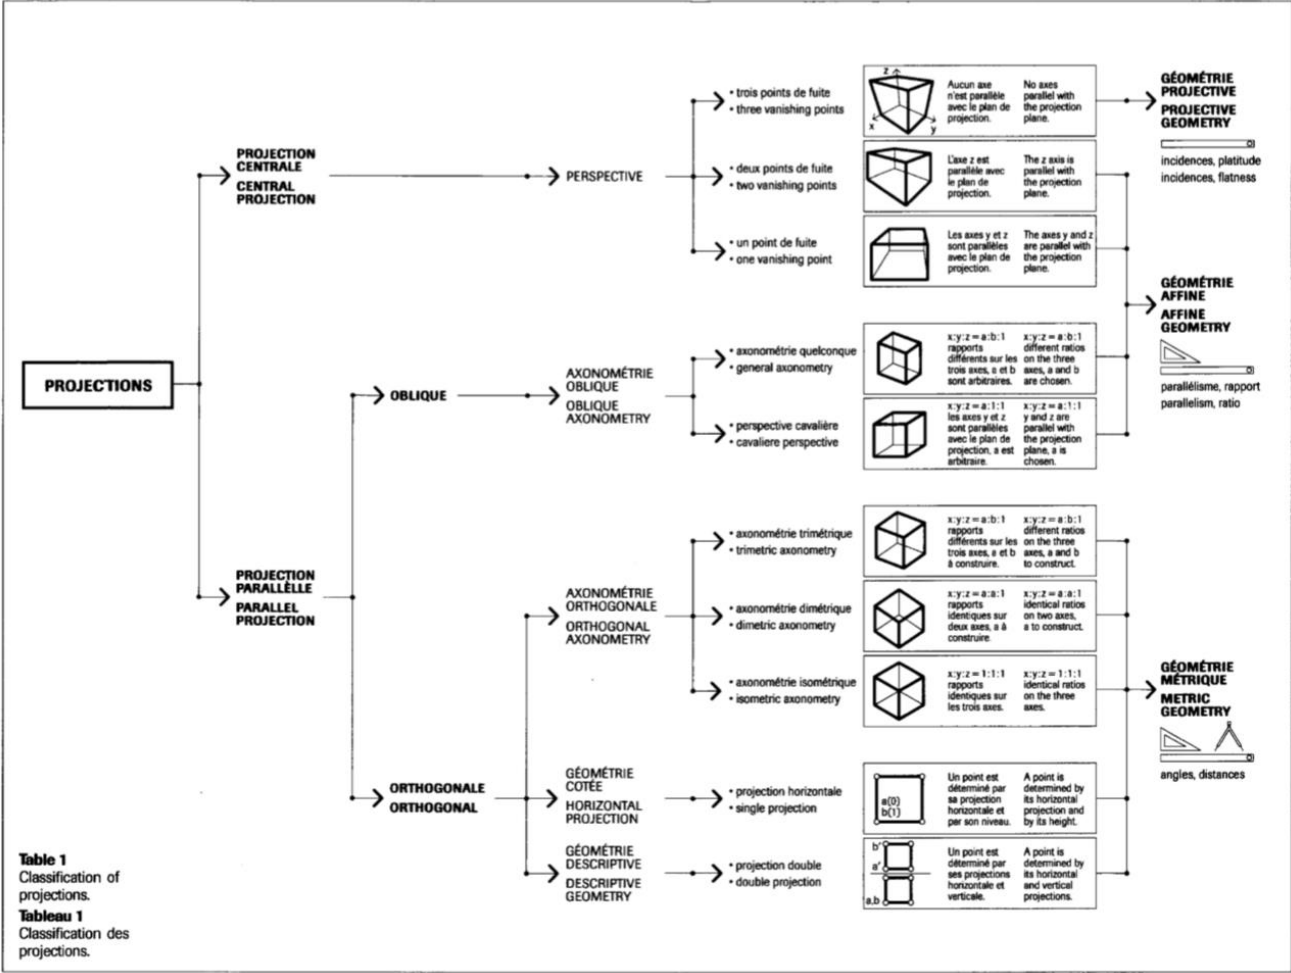 PROJECTIONS
PROJECTION
CENTRALE
CENTRAL
PROJECTION
PROJECTION
PARALLÈLLE
PARALLEL
PROJECTION
OBLIQUE
ORTHOGONALE
ORTHOGONAL
PERSPECTIVE
AXONOMÉTRIE
OBLIQUE
OBLIQUE
AXONOMETRY
AXONOMÉTRIE
ORTHOGONALE
ORTHOGONAL
AXONOMETRY
GÉOMÉTRIE
COTÉE
HORIZONTAL
PROJECTION
GÉOMÉTRIE
DESCRIPTIVE
DESCRIPTIVE
GEOMETRY
• trois points de fuite
• three vanishing points
• deux points de fuite
• two vanishing points
• un point de fuite
• one vanishing point
• axonométrie quelconque
• general axonometry
• perspective cavalière
• cavaliere perspective
• axonométrie trimétrique
• trimetric axonometry
• axonométrie dimétrique
• dimetric axonometry
• axonométrie isométrique
• isometric axonometry
• projection horizontale
• single projection
• projection double
• double projection
z
x
y
Aucun axe
n'est parallèle
avec le plan de
projection.
No axes
parallel with
the projection
plane.
L'axe z est
parallèle avec
le plan de
projection.
The z axis is
parallel with
the projection
plane.
Les axes y et z
sont parallèles
avec le plan de
projection.
The axes y and z
are parallel with
the projection
plane.
x:y:z=a:b:1
rapports
différents sur les
trois axes, a et b
sont arbitraires.
x:y:z=a:b:1
different ratios
on the three
axes, a and b
are chosen.
x:y:z=a:1:1
les axes y et z
sont parallèles
avec le plan de
projection, a est
arbitraire.
x:y:z=a:1:1
y and z are
parallel with
the projection
plane, a is
chosen.
x:y:z=a:b:1
rapports
différents sur les
trois axes, a et b
à construire.
x:y:z=a:b:1
different ratios
on the three
axes, a and b
to construct.
x:y:z=a:a:1
rapports
identiques sur
deux axes, a à
construire.
x:y:z=a:a:1
identical ratios
on two axes,
a to construct.
x:y:z=1:1:1
rapports
identiques sur
les trois axes.
x:y:z=1:1:1
identical ratios
on the three
axes.
a(0)
b(1)
Un point est
déterminé par
sa projection
horizontale et
par son niveau.
A point is
determined by
its horizontal
projection and
by its height.
b'
a'
a.b
Un point est
déterminé par
ses projections
horizontale et
verticale.
A point is
determined by
its horizontal
and vertical
projections.
GÉOMÉTRIE
PROJECTIVE
PROJECTIVE
GEOMETRY
incidences, platitude
incidences, flatness
GÉOMÉTRIE
AFFINE
AFFINE
GEOMETRY
parallélisme, rapport
parallelism, ratio
GÉOMÉTRIE
MÉTRIQUE
METRIC
GEOMETRY
angles, distances
Table 1
Classification of
projections.
Tableau 1
Classification des
projections.